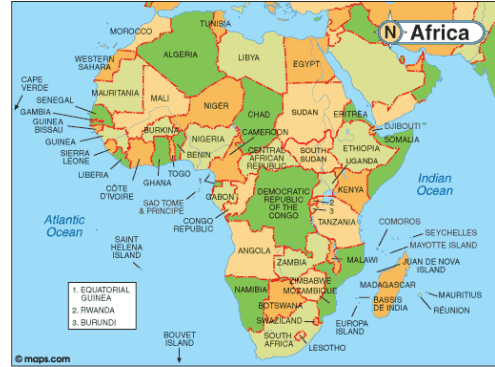 N Africa
TUNISIA
MOROCCO
ALGERIA
LIBYA
EGYPT
WESTERN
SAHARA
CAPE
VERDE
MAURITANIA
MALI
NIGER
CHAD
SUDAN
ERITREA
DJIBOUTI
SOMALIA
SENEGAL
GAMBIA
GUINEA
BISSAU
GUINEA
SIERRA
LEONE
LIBERIA
CÔTE
D'IVOIRE
BURKINA
GHANA
TOGO
BENIN
NIGERIA
CAMEROON
CENTRAL
AFRICAN
REPUBLIC
SOUTH
SUDAN
ETHIOPIA
UGANDA
KENYA
1
SAO TOME
& PRINCIPE
GABON
CONGO
REPUBLIC
DEMOCRATIC
REPUBLIC
OF THE
CONGO
2
3
TANZANIA
Indian
Ocean
Atlantic
Ocean
SAINT
HELENA
ISLAND
COMOROS
SEYCHELLES
MAYOTTE ISLAND
JUAN DE NOVA
ISLAND
ANGOLA
ZAMBIA
MALAWI
ZIMBABWE
MOZAMBIQUE
MADAGASCAR
MAURITIUS
RÉUNION
BASSIS
DE INDIA
EUROPA
ISLAND
NAMIBIA
BOTSWANA
SWAZILAND
SOUTH
AFRICA
LESOTHO
1. EQUATORIAL
GUINEA
2. RWANDA
3. BURUNDI
BOUVET
ISLAND
© maps.com